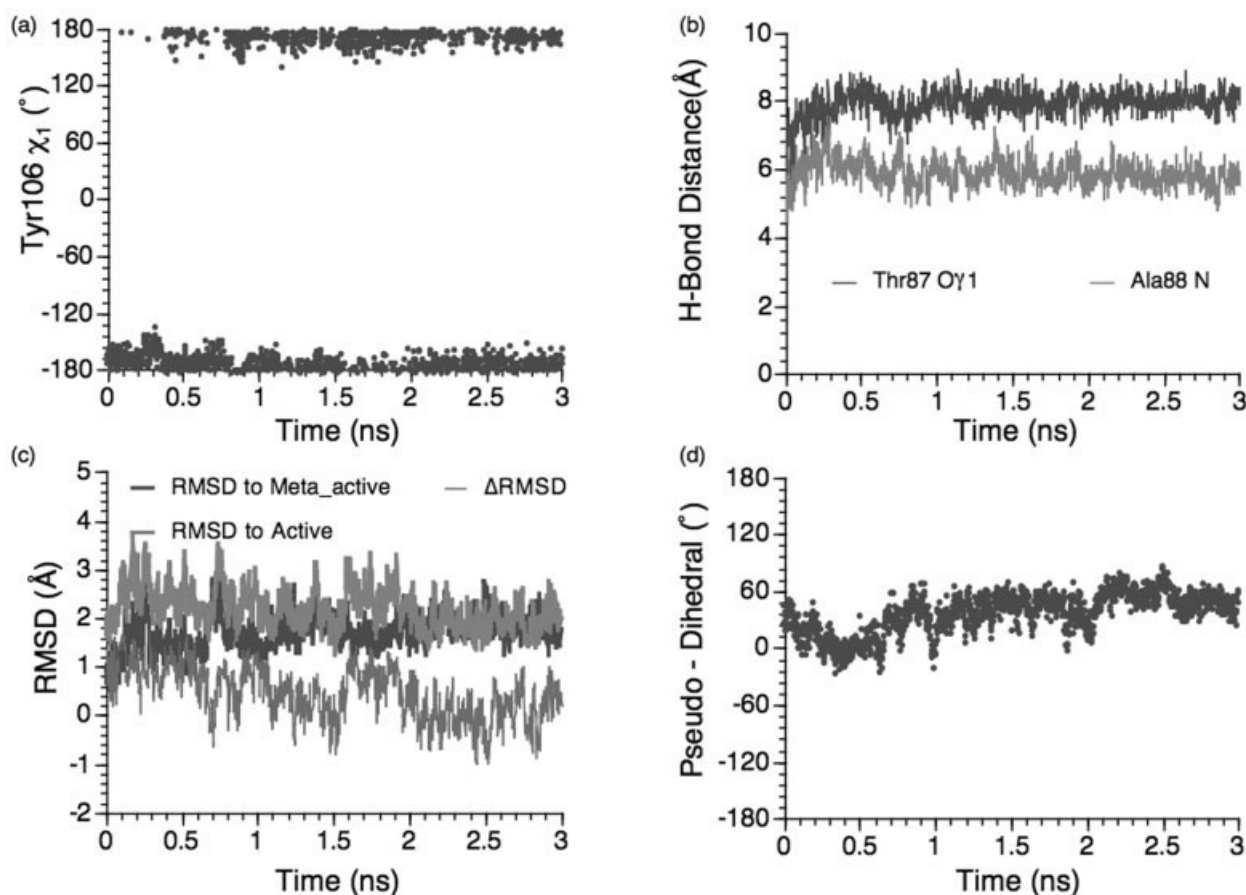 (a)
180
120
60
0
-60
-120
-180
Tyr106 χ₁ (°)
0 0.5 1 1.5 2 2.5 3
Time (ns)
(b)
10
8
6
4
2
0
H-Bond Distance(Å)
Thr87 Oγ1 Ala88 N
0 0.5 1 1.5 2 2.5 3
Time (ns)
(c)
5
4
3
2
1
0
-1
-2
RMSD (Å)
RMSD to Meta_active ΔRMSD
RMSD to Active
0 0.5 1 1.5 2 2.5 3
Time (ns)
(d)
180
120
60
0
-60
-120
-180
Pseudo - Dihedral (°)
0 0.5 1 1.5 2 2.5 3
Time (ns)